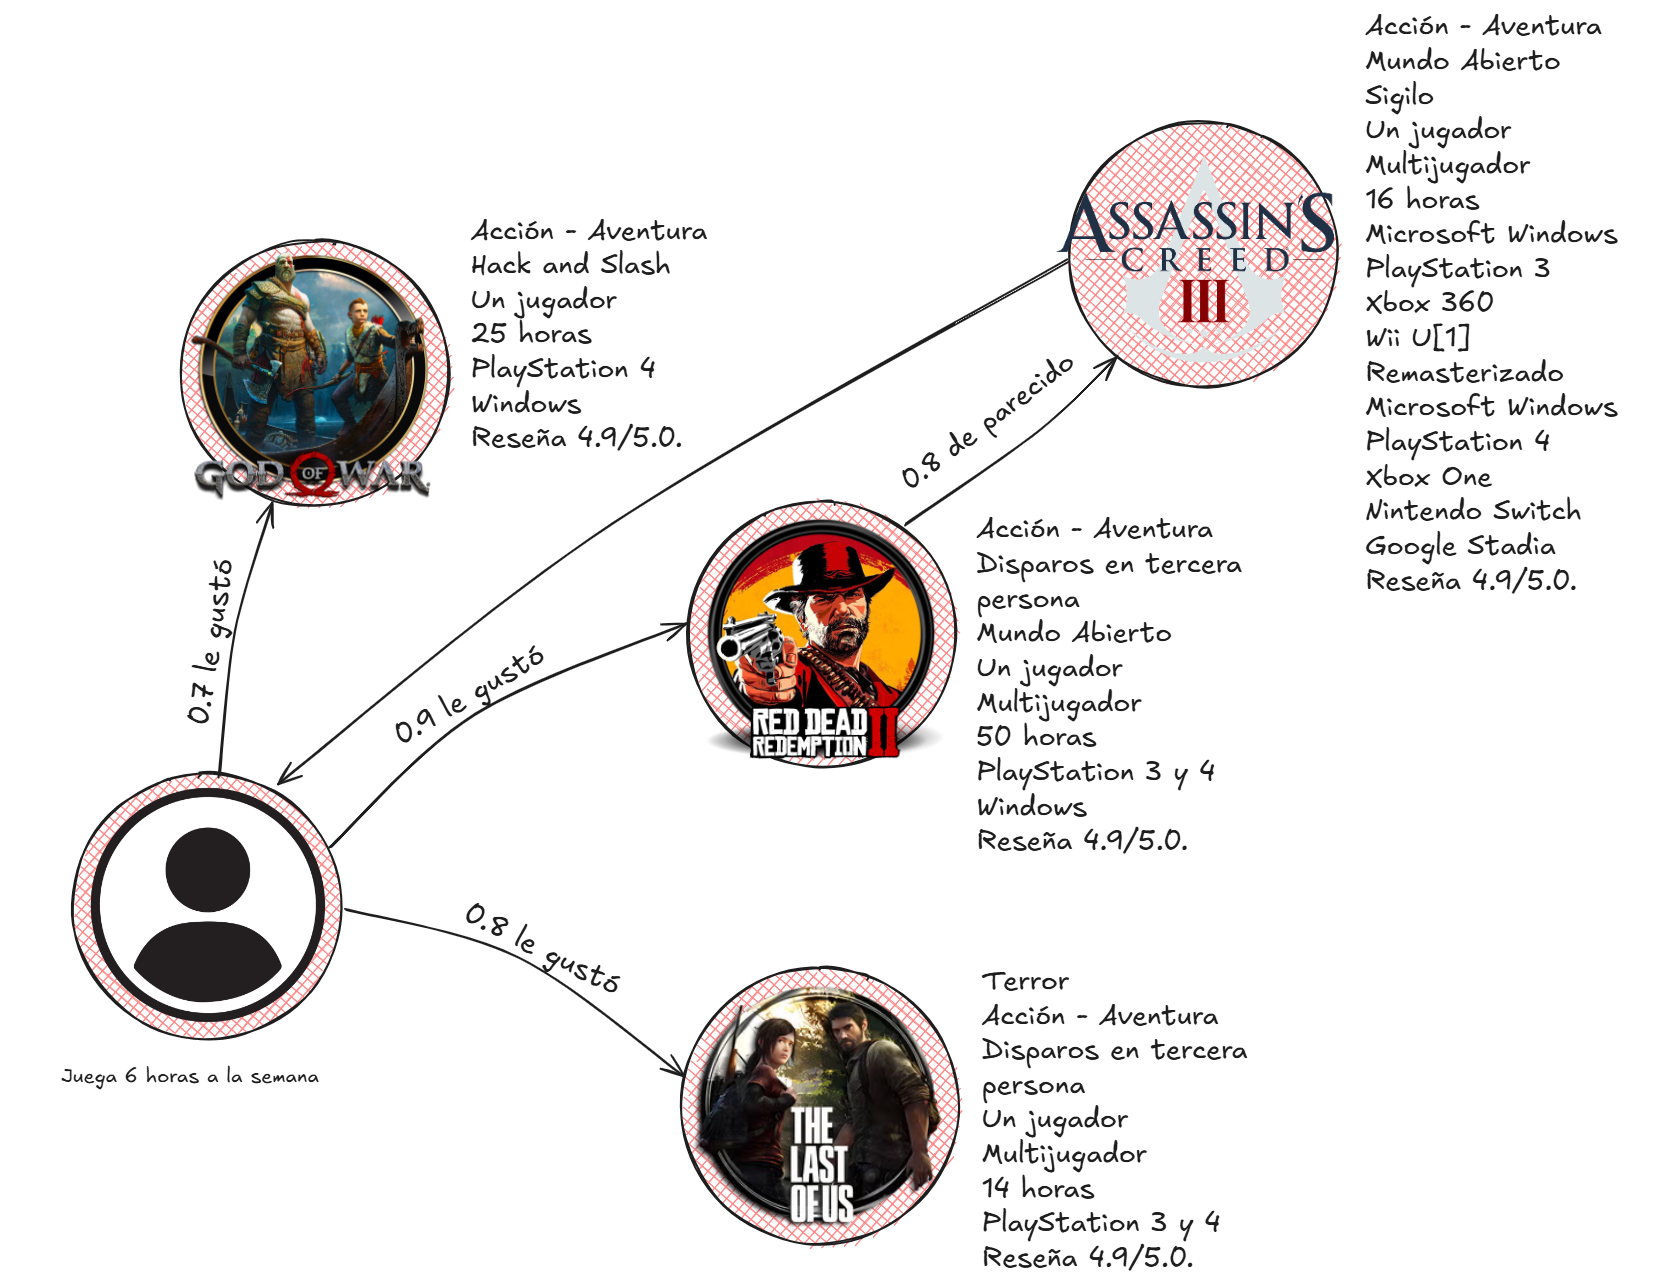 Acción - Aventura
Mundo Abierto
Sigilo
Un jugador
Multijugador
16 horas
Microsoft Windows
PlayStation 3
Xbox 360
Wii U[1]
Remasterizado
Microsoft Windows
PlayStation 4
Xbox One
Nintendo Switch
Google Stadia
Reseña 4.9/5.0.
ASSASSIN'S
CREED
III
Acción - Aventura
Hack and Slash
Un jugador
25 horas
PlayStation 4
Windows
Reseña 4.9/5.0.
GOD OF WAR
0.8 de parecido
0.7 le gustó
0.9 le gustó
RED DEAD
REDEMPTION II
Acción - Aventura
Disparos en tercera
persona
Mundo Abierto
Un jugador
Multijugador
50 horas
PlayStation 3 y 4
Windows
Reseña 4.9/5.0.
0.8 le gustó
Juega 6 horas a la semana
THE
LAST
OF US
Terror
Acción - Aventura
Disparos en tercera
persona
Un jugador
Multijugador
14 horas
PlayStation 3 y 4
Reseña 4.9/5.0.